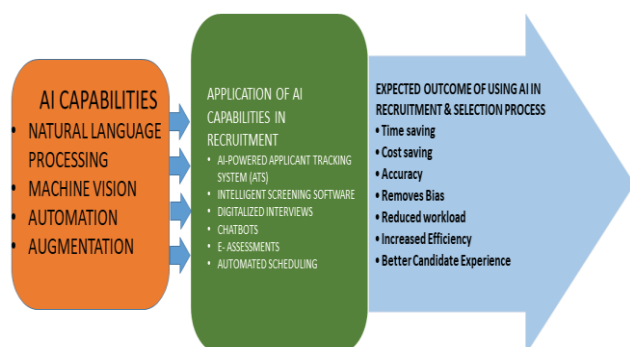 AI CAPABILITIES
• NATURAL LANGUAGE
PROCESSING
• MACHINE VISION
• AUTOMATION
• AUGMENTATION
APPLICATION OF AI
CAPABILITIES IN
RECRUITMENT
• AI-POWERED APPLICANT TRACKING
SYSTEM (ATS)
• INTELLIGENT SCREENING SOFTWARE
• DIGITALIZED INTERVIEWS
• CHATBOTS
• E- ASSESSMENTS
• AUTOMATED SCHEDULING
EXPECTED OUTCOME OF USING AI IN
RECRUITMENT & SELECTION PROCESS
• Time saving
• Cost saving
• Accuracy
• Removes Bias
• Reduced workload
• Increased Efficiency
• Better Candidate Experience